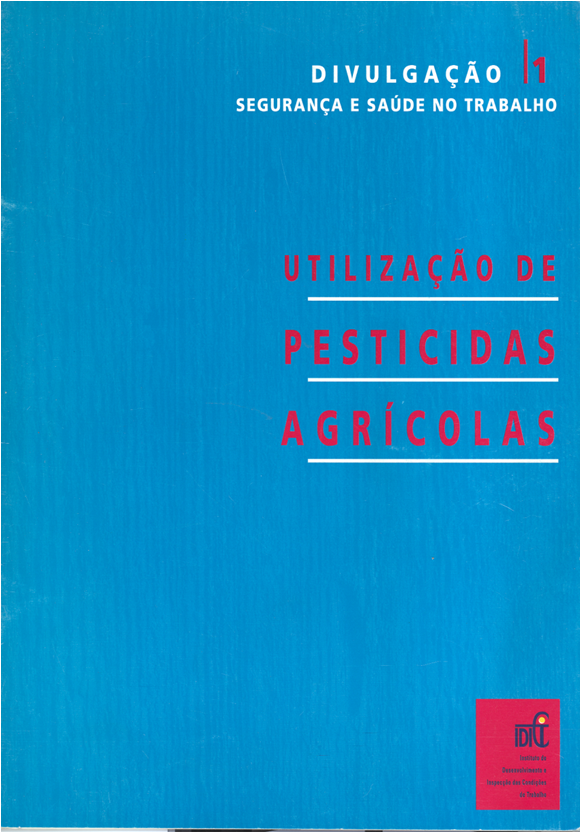 DIVULGAÇÃO |1
SEGURANÇA E SAÚDE NO TRABALHO
UTILIZAÇÃO DE
PESTICIDAS
AGRÍCOLAS
IDICT
Instituto de
Desenvolvimento e
Inspecção das Condições
de Trabalho